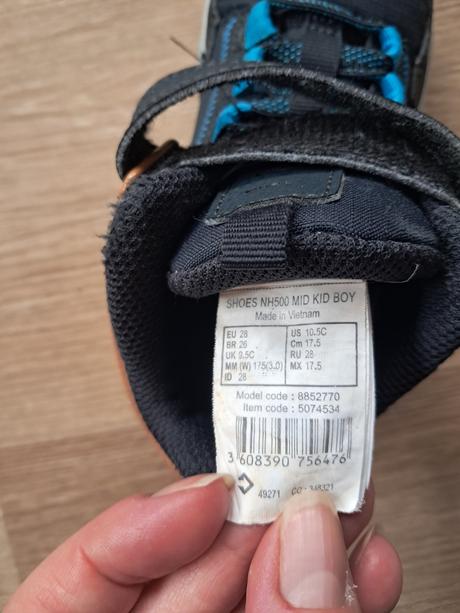 SHOES NH500 MID KID BOY
Made in Vietnam
EU 28 US 10.5C
BR 26 Cm 17.5
UK 9.5C RU 28
MM (W) 175(3.0) MX 17.5
ID 28
Model code : 8852770
Item code : 5074534
3 608390 756476
49271 CC : 348321